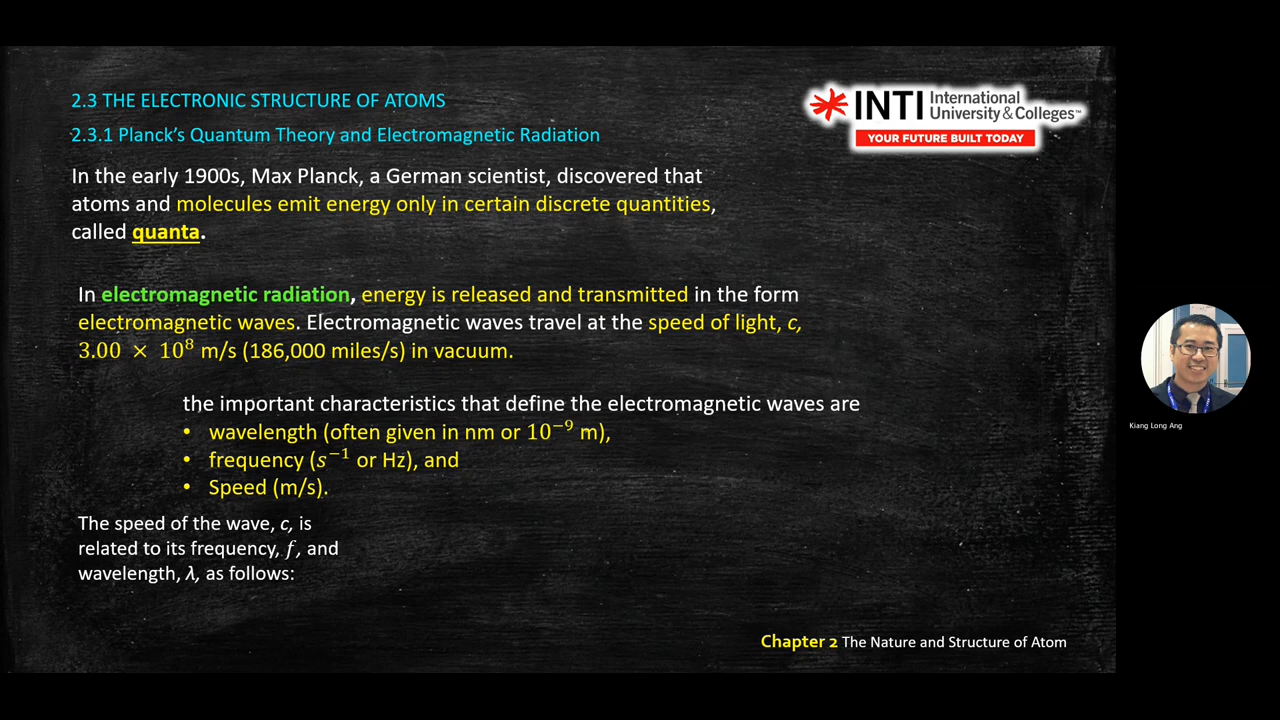 2.3 THE ELECTRONIC STRUCTURE OF ATOMS
2.3.1 Planck's Quantum Theory and Electromagnetic Radiation
INTI International
University & Colleges™
YOUR FUTURE BUILT TODAY
In the early 1900s, Max Planck, a German scientist, discovered that
atoms and molecules emit energy only in certain discrete quantities,
called quanta.
In electromagnetic radiation, energy is released and transmitted in the form
electromagnetic waves. Electromagnetic waves travel at the speed of light, c,
3.00 × 10⁸ m/s (186,000 miles/s) in vacuum.
the important characteristics that define the electromagnetic waves are
• wavelength (often given in nm or 10⁻⁹ m),
• frequency (s⁻¹ or Hz), and
• Speed (m/s).
The speed of the wave, c, is
related to its frequency, f, and
wavelength, λ, as follows:
Kiang Long Ang
Chapter 2 The Nature and Structure of Atom